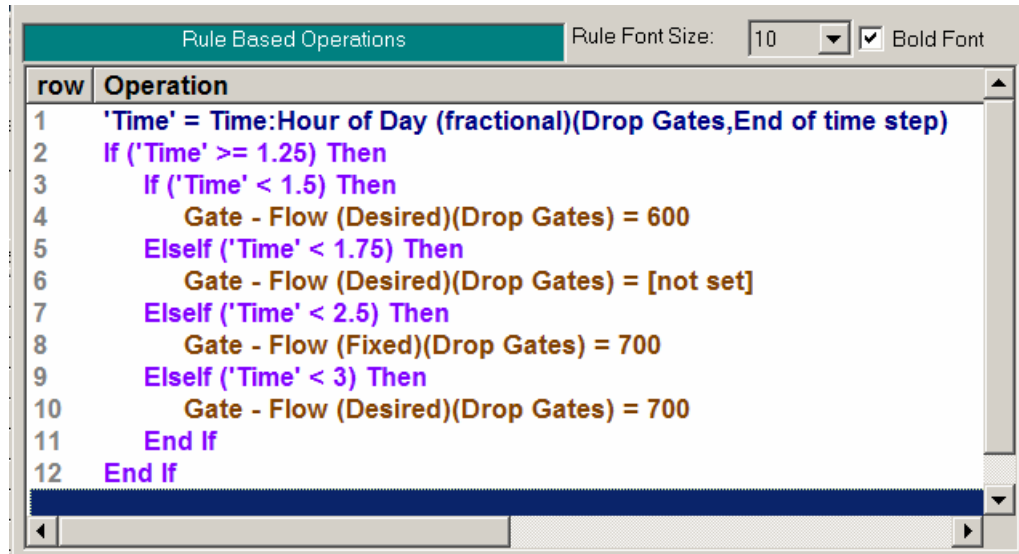 Rule Based Operations Rule Font Size: 10 Bold Font
row Operation
1 'Time' = Time:Hour of Day (fractional)(Drop Gates,End of time step)
2 If ('Time' >= 1.25) Then
3 If ('Time' < 1.5) Then
4 Gate - Flow (Desired)(Drop Gates) = 600
5 ElseIf ('Time' < 1.75) Then
6 Gate - Flow (Desired)(Drop Gates) = [not set]
7 ElseIf ('Time' < 2.5) Then
8 Gate - Flow (Fixed)(Drop Gates) = 700
9 ElseIf ('Time' < 3) Then
10 Gate - Flow (Desired)(Drop Gates) = 700
11 End If
12 End If